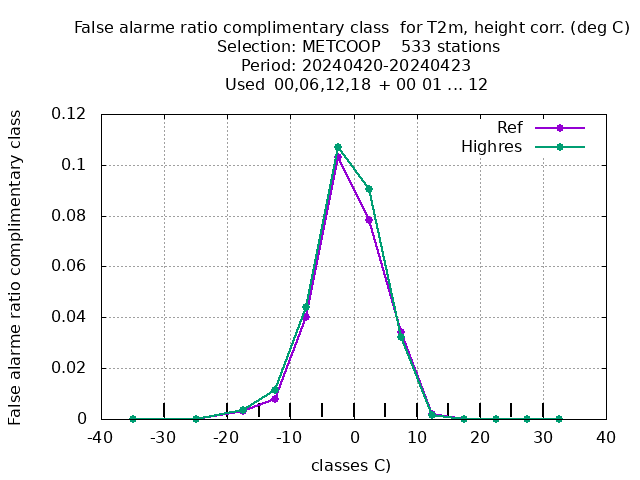 False alarme ratio complimentary class  for T2m, height corr. (deg C)
Selection: METCOOP    533 stations
Period: 20240420-20240423
Used  00,06,12,18 + 00 01 ... 12
False alarme ratio complimentary class
0.12
0.1
0.08
0.06
0.04
0.02
0
Ref
Highres
-40 -30 -20 -10 0 10 20 30 40
classes C)